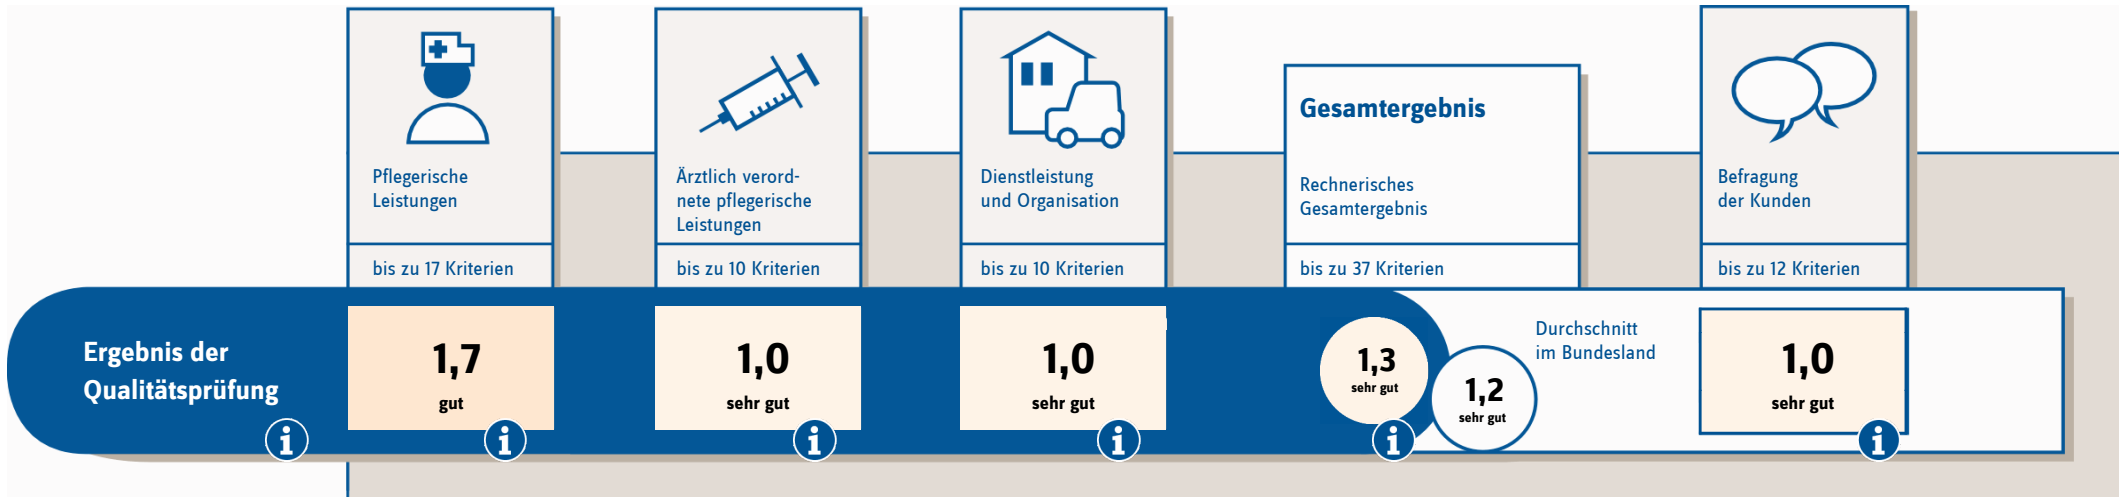 Pflegerische
Leistungen
bis zu 17 Kriterien
Ärztlich verord-
nete pflegerische
Leistungen
bis zu 10 Kriterien
Dienstleistung
und Organisation
bis zu 10 Kriterien
Gesamtergebnis
Rechnerisches
Gesamtergebnis
bis zu 37 Kriterien
Befragung
der Kunden
bis zu 12 Kriterien
Ergebnis der
Qualitätsprüfung
i
1,7
gut
i
1,0
sehr gut
i
1,0
sehr gut
i
1,3
sehr gut
i
1,2
sehr gut
Durchschnitt
im Bundesland
1,0
sehr gut
i